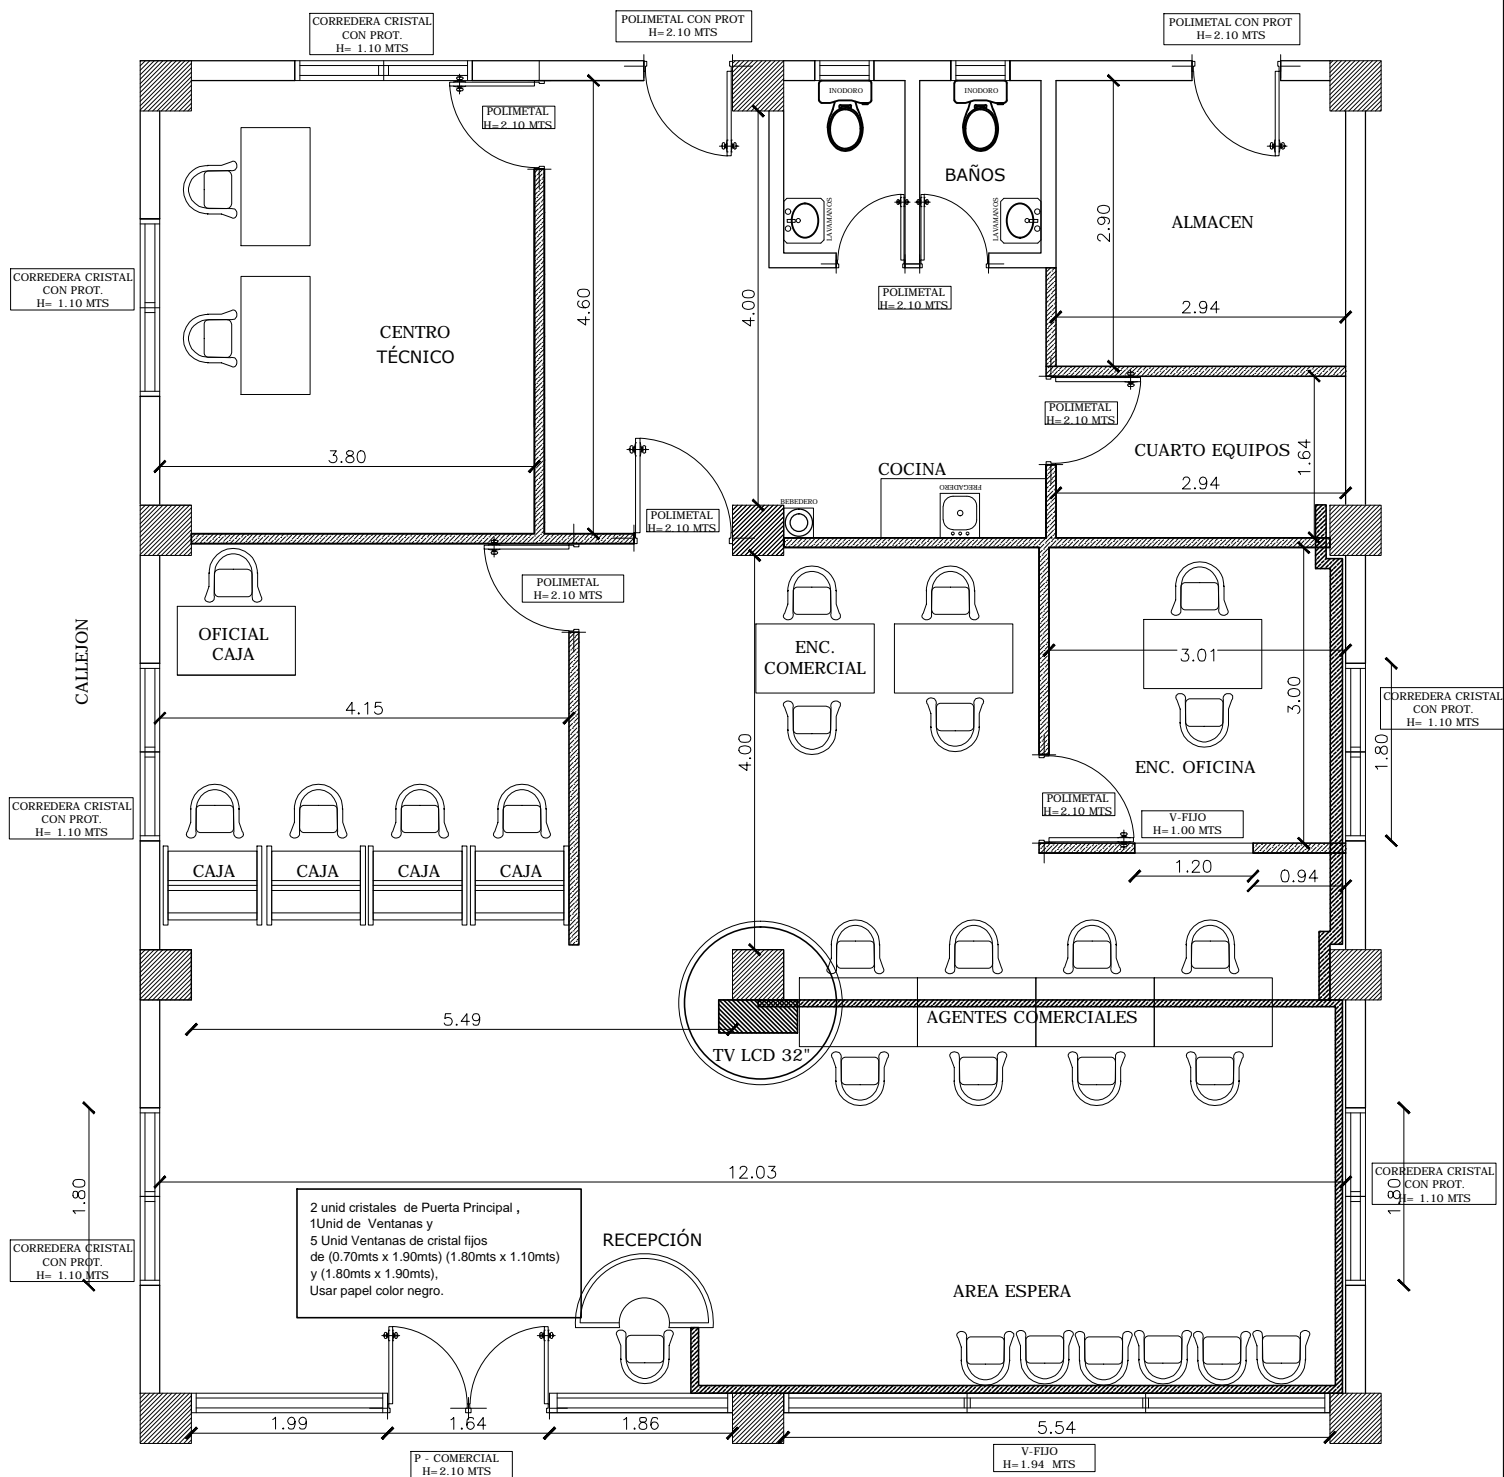 CORREDERA CRISTAL
CON PROT.
H= 1.10 MTS
POLIMETAL CON PROT
H=2.10 MTS
POLIMETAL CON PROT
H=2.10 MTS
POLIMETAL
H=2.10 MTS
INODORO
INODORO
BAÑOS
LAVAMANOS
LAVAMANOS
ALMACEN
2.90
2.94
CORREDERA CRISTAL
CON PROT.
H= 1.10 MTS
CENTRO
TÉCNICO
4.60
4.00
POLIMETAL
H=2.10 MTS
POLIMETAL
H=2.10 MTS
CUARTO EQUIPOS
1.64
2.94
3.80
COCINA
FREGADERO
BEBEDERO
POLIMETAL
H=2.10 MTS
POLIMETAL
H=2.10 MTS
CALLEJON
OFICIAL
CAJA
ENC.
COMERCIAL
3.01
3.00
4.15
4.00
ENC. OFICINA
CORREDERA CRISTAL
CON PROT.
H= 1.10 MTS
1.80
CORREDERA CRISTAL
CON PROT.
H= 1.10 MTS
POLIMETAL
H=2.10 MTS
V-FIJO
H=1.00 MTS
CAJA
CAJA
CAJA
CAJA
1.20
0.94
5.49
AGENTES COMERCIALES
TV LCD 32"
12.03
1.80
CORREDERA CRISTAL
CON PROT.
H= 1.10 MTS
1.80
2 unid cristales de Puerta Principal ,
1Unid de Ventanas y
5 Unid Ventanas de cristal fijos
de (0.70mts x 1.90mts) (1.80mts x 1.10mts)
y (1.80mts x 1.90mts),
Usar papel color negro.
RECEPCIÓN
CORREDERA CRISTAL
CON PROT.
H= 1.10 MTS
AREA ESPERA
1.99
1.64
1.86
5.54
P - COMERCIAL
H=2.10 MTS
V-FIJO
H=1.94 MTS